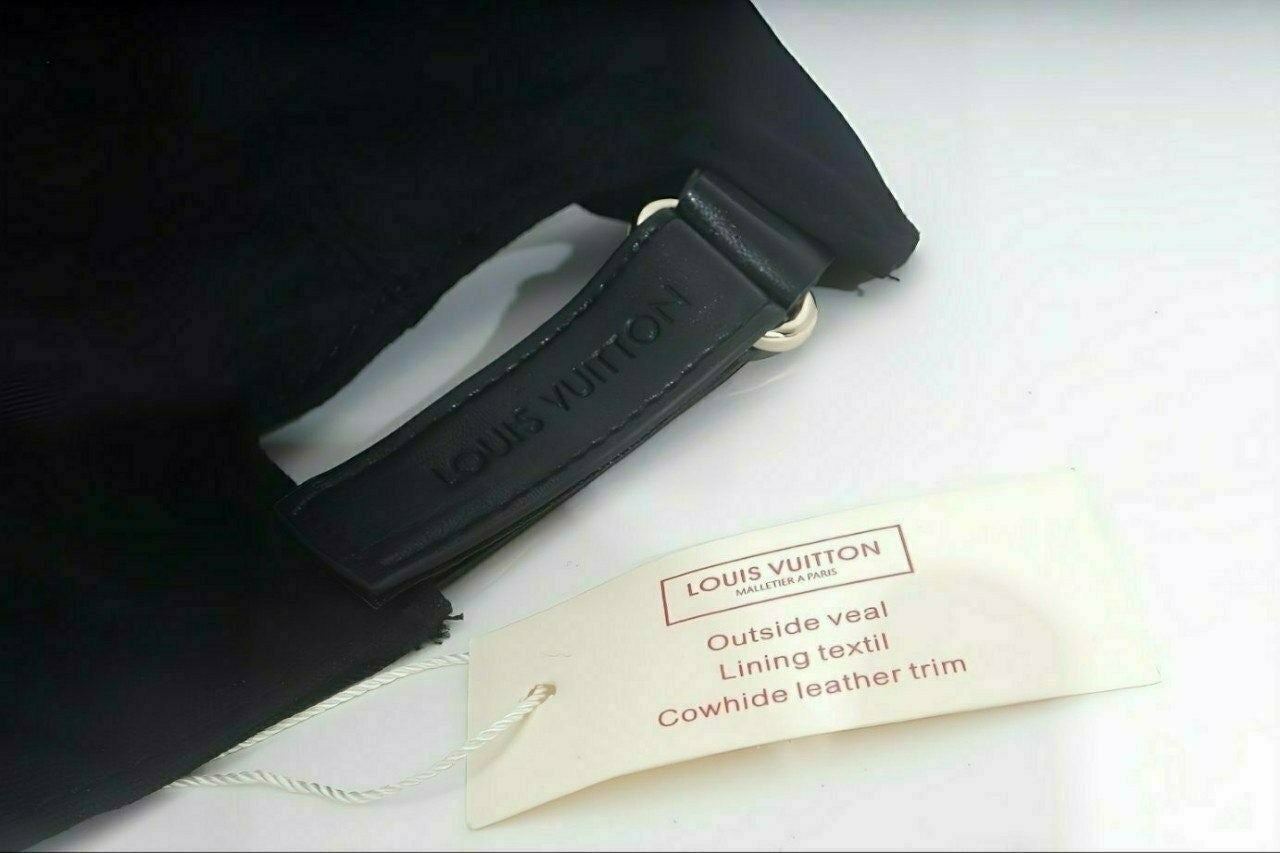 LOUIS VUITTON
LOUIS VUITTON
MALLETIER A PARIS
Outside veal
Lining textil
Cowhide leather trim